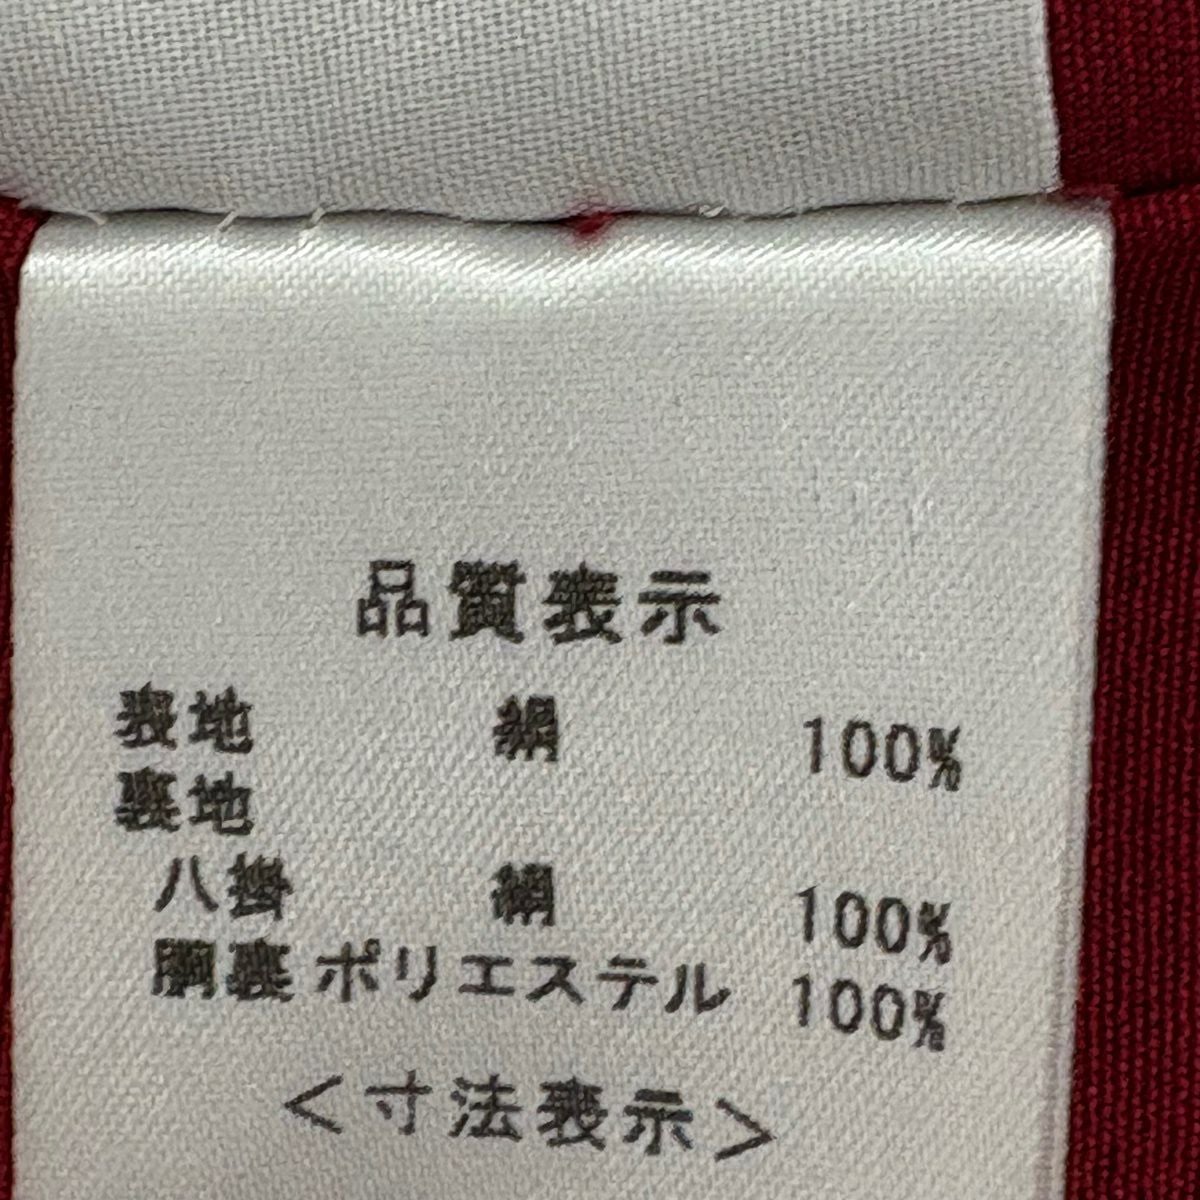 品質表示
表地 絹 100%
裏地
八掛 絹 100%
胴裏 ポリエステル 100%
<寸法表示>